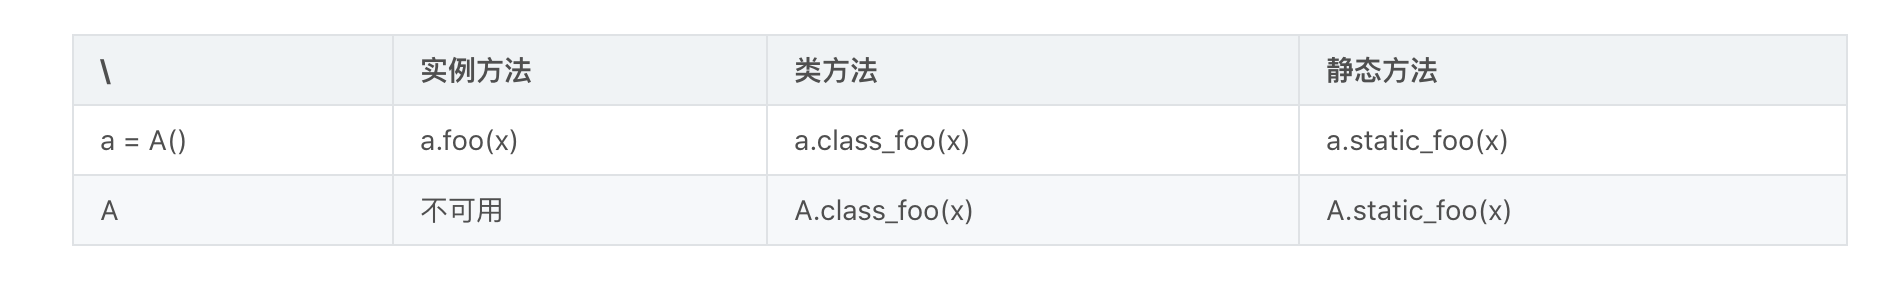 \ 实例方法 类方法 静态方法
a = A() a.foo(x) a.class_foo(x) a.static_foo(x)
A 不可用 A.class_foo(x) A.static_foo(x)